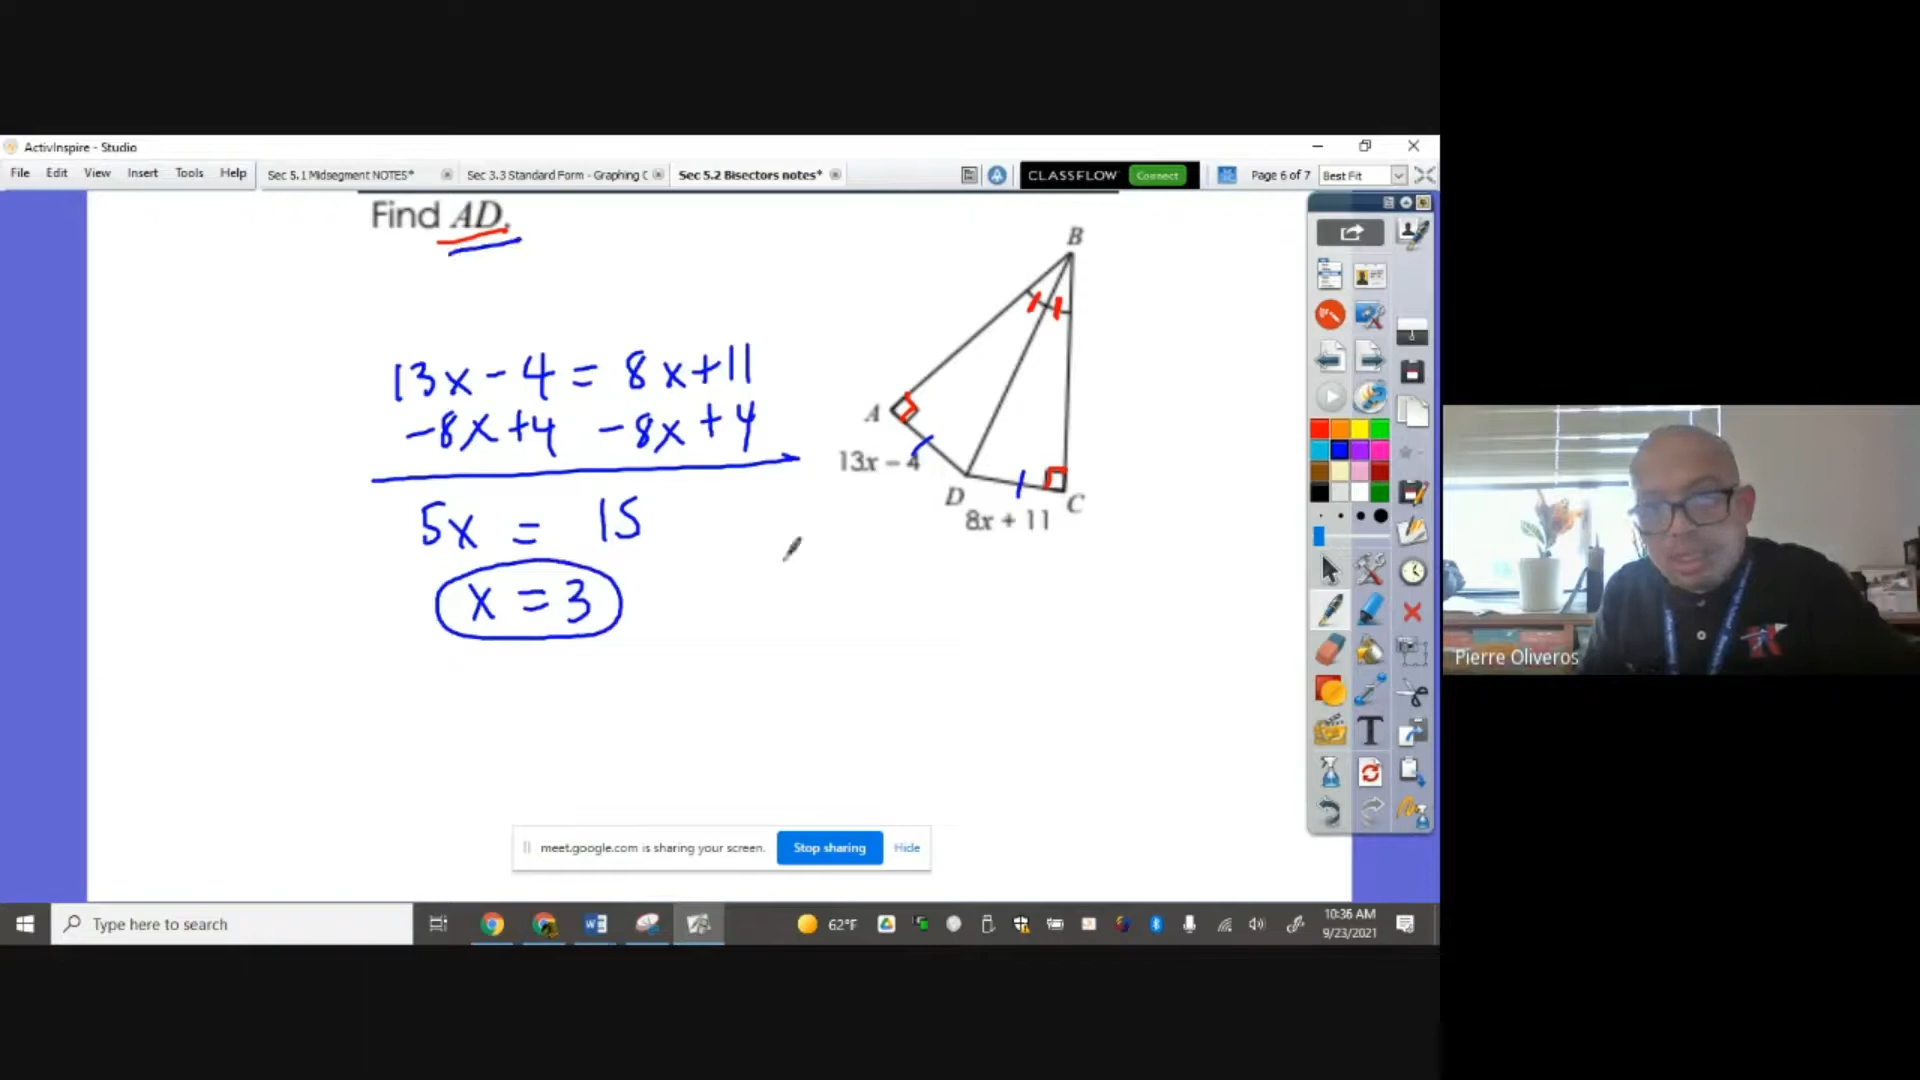 ActivInspire - Studio
File Edit View Insert Tools Help
Sec 5.1 Midsegment NOTES*
Sec 3.3 Standard Form - Graphing C
Sec 5.2 Bisectors notes*
CLASSFLOW Connect
Page 6 of 7
Best Fit
Find AD.
B
13x - 4 = 8x + 11
-8x + 4 -8x + 4
A
13x – 4
D
C
8x + 11
5x = 15
x = 3
T
Pierre Oliveros
meet.google.com is sharing your screen.
Stop sharing
Hide
Type here to search
62°F
10:36 AM
9/23/2021